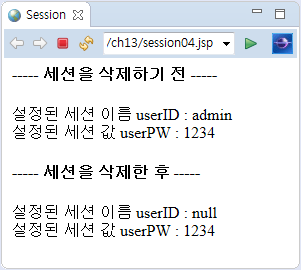 Session
/ch13/session04.jsp
----- 세션을 삭제하기 전 -----
설정된 세션 이름 userID : admin
설정된 세션 값 userPW : 1234
----- 세션을 삭제한 후 -----
설정된 세션 이름 userID : null
설정된 세션 값 userPW : 1234